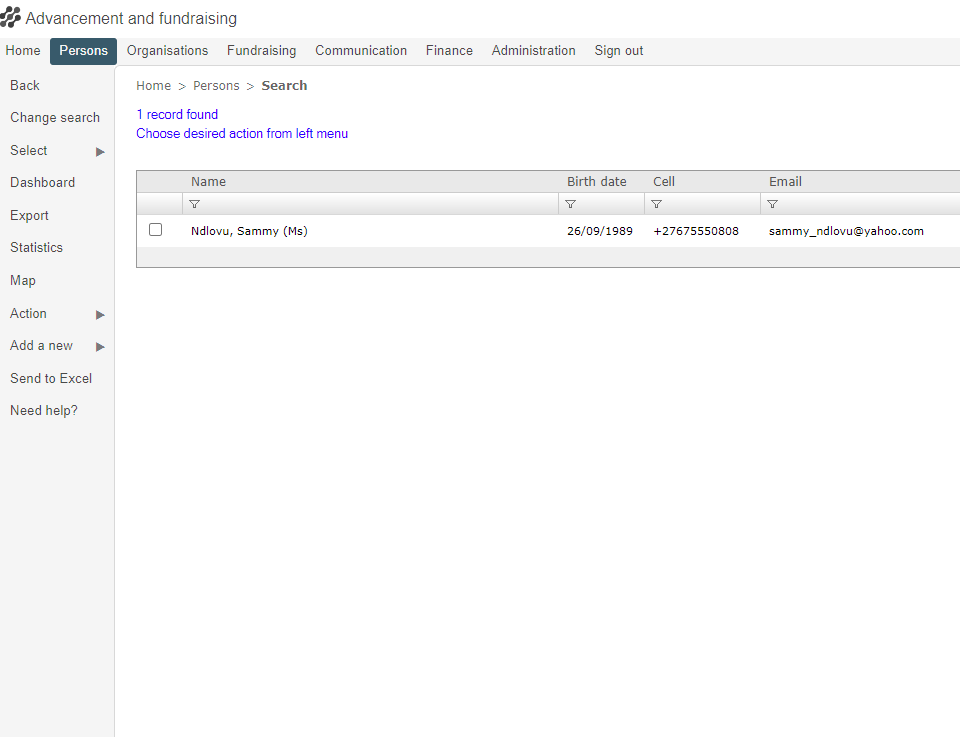 Advancement and fundraising
Home Persons Organisations Fundraising Communication Finance Administration Sign out
Back
Change search
Select
Dashboard
Export
Statistics
Map
Action
Add a new
Send to Excel
Need help?
Home > Persons > Search
1 record found
Choose desired action from left menu
Name Birth date Cell Email
Ndlovu, Sammy (Ms) 26/09/1989 +27675550808 sammy_ndlovu@yahoo.com